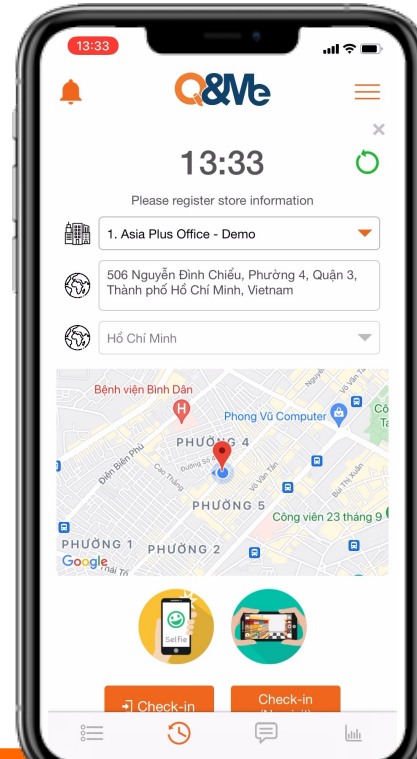 13:33
Q&Me
13:33
Please register store information
1. Asia Plus Office - Demo
506 Nguyễn Đình Chiểu, Phường 4, Quận 3,
Thành phố Hồ Chí Minh, Vietnam
Hồ Chí Minh
Bệnh viện Bình Dân
H
Phong Vũ Computer
PHƯỜNG 4
Điện Biên Phủ
Cao Thắng
Võ Văn Tần
Bùi Thị Xuân
PHƯỜNG 5
Công viên 23 tháng 9
PHƯỜNG 1
PHƯỜNG 2
Google
Selfie
Check-in
Check-in